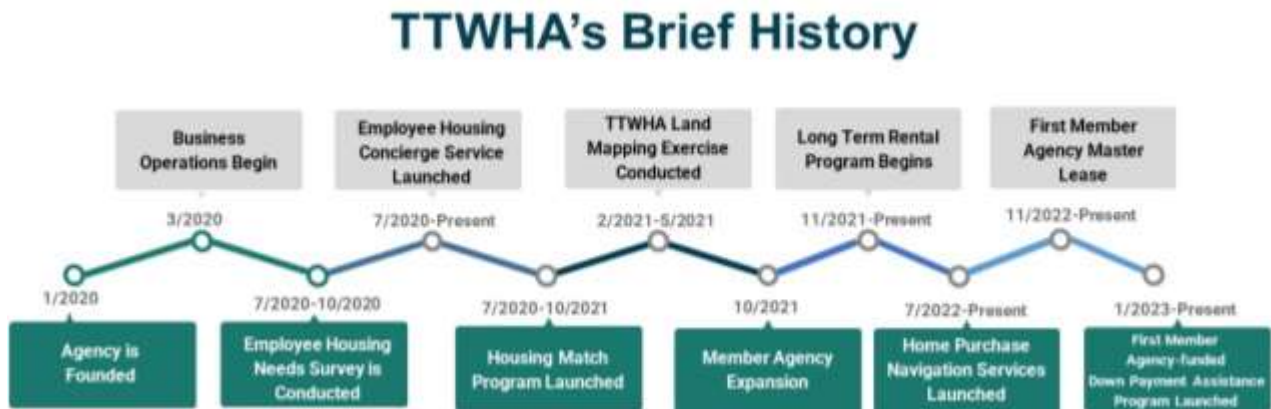 TTWHA's Brief History
Business
Operations Begin
Employee Housing
Concierge Service
Launched
TTWHA Land
Mapping Exercise
Conducted
Long Term Rental
Program Begins
First Member
Agency Master
Lease
3/2020
7/2020-Present
2/2021-5/2021
11/2021-Present
11/2022-Present
1/2020
7/2020-10/2020
7/2020-10/2021
10/2021
7/2022-Present
1/2023-Present
Agency is
Founded
Employee Housing
Needs Survey is
Conducted
Housing Match
Program Launched
Member Agency
Expansion
Home Purchase
Navigation Services
Launched
First Member
Agency-funded
Down Payment Assistance
Program Launched